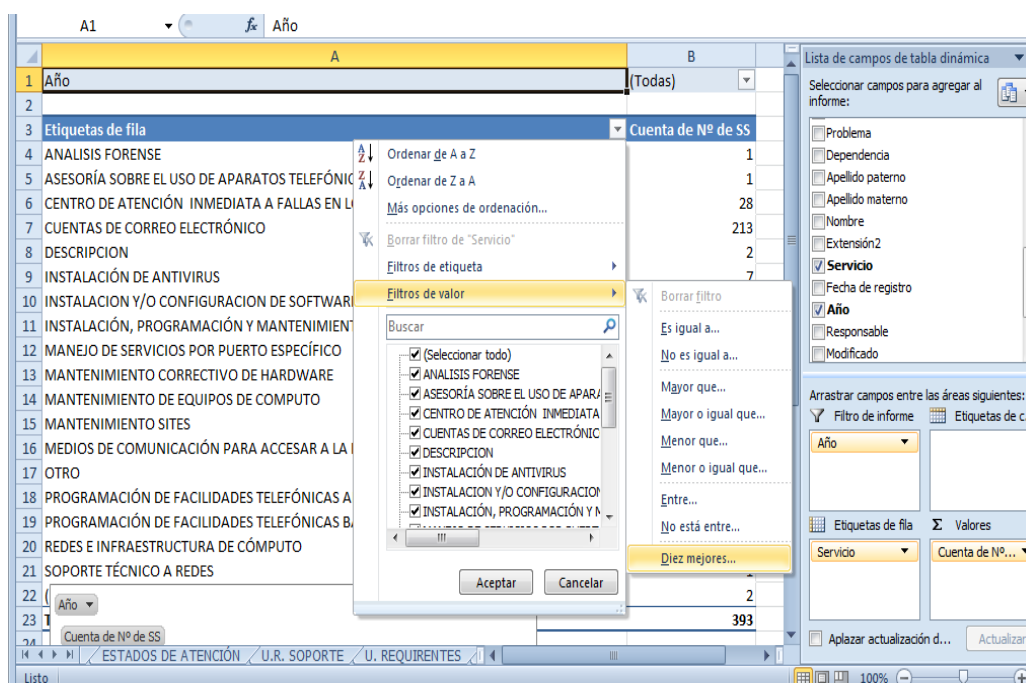 A1 fx Año
A B
Lista de campos de tabla dinámica
1 Año (Todas)
Seleccionar campos para agregar al informe:
2
3 Etiquetas de fila Cuenta de Nº de SS
4 ANALISIS FORENSE 1
5 ASESORÍA SOBRE EL USO DE APARATOS TELEFÓNIC 1
6 CENTRO DE ATENCIÓN INMEDIATA A FALLAS EN L 28
7 CUENTAS DE CORREO ELECTRÓNICO 213
8 DESCRIPCION 2
9 INSTALACIÓN DE ANTIVIRUS 7
10 INSTALACION Y/O CONFIGURACION DE SOFTWAR
11 INSTALACIÓN, PROGRAMACIÓN Y MANTENIMIENT
12 MANEJO DE SERVICIOS POR PUERTO ESPECÍFICO
13 MANTENIMIENTO CORRECTIVO DE HARDWARE
14 MANTENIMIENTO DE EQUIPOS DE COMPUTO
15 MANTENIMIENTO SITES
16 MEDIOS DE COMUNICACIÓN PARA ACCESAR A LA
17 OTRO
18 PROGRAMACIÓN DE FACILIDADES TELEFÓNICAS A
19 PROGRAMACIÓN DE FACILIDADES TELEFÓNICAS B
20 REDES E INFRAESTRUCTURA DE CÓMPUTO
21 SOPORTE TÉCNICO A REDES 1
22 ( 2
23 T 393
24
Año
Cuenta de Nº de SS
Ordenar de A a Z
Ordenar de Z a A
Más opciones de ordenación...
Borrar filtro de "Servicio"
Filtros de etiqueta
Filtros de valor
Buscar
(Seleccionar todo)
ANALISIS FORENSE
ASESORÍA SOBRE EL USO DE APARA
CENTRO DE ATENCIÓN INMEDIATA
CUENTAS DE CORREO ELECTRÓNIC
DESCRIPCION
INSTALACIÓN DE ANTIVIRUS
INSTALACION Y/O CONFIGURACION
INSTALACIÓN, PROGRAMACIÓN Y M
Aceptar Cancelar
Borrar filtro
Es igual a...
No es igual a...
Mayor que...
Mayor o igual que...
Menor que...
Menor o igual que...
Entre...
No está entre...
Diez mejores...
Problema
Dependencia
Apellido paterno
Apellido materno
Nombre
Extensión2
Servicio
Fecha de registro
Año
Responsable
Modificado
Arrastrar campos entre las áreas siguientes:
Filtro de informe Etiquetas de c.
Año
Etiquetas de fila Σ Valores
Servicio Cuenta de Nº...
Aplazar actualización d... Actualizar
ESTADOS DE ATENCIÓN U.R. SOPORTE U. REQUIRENTES
Listo 100%